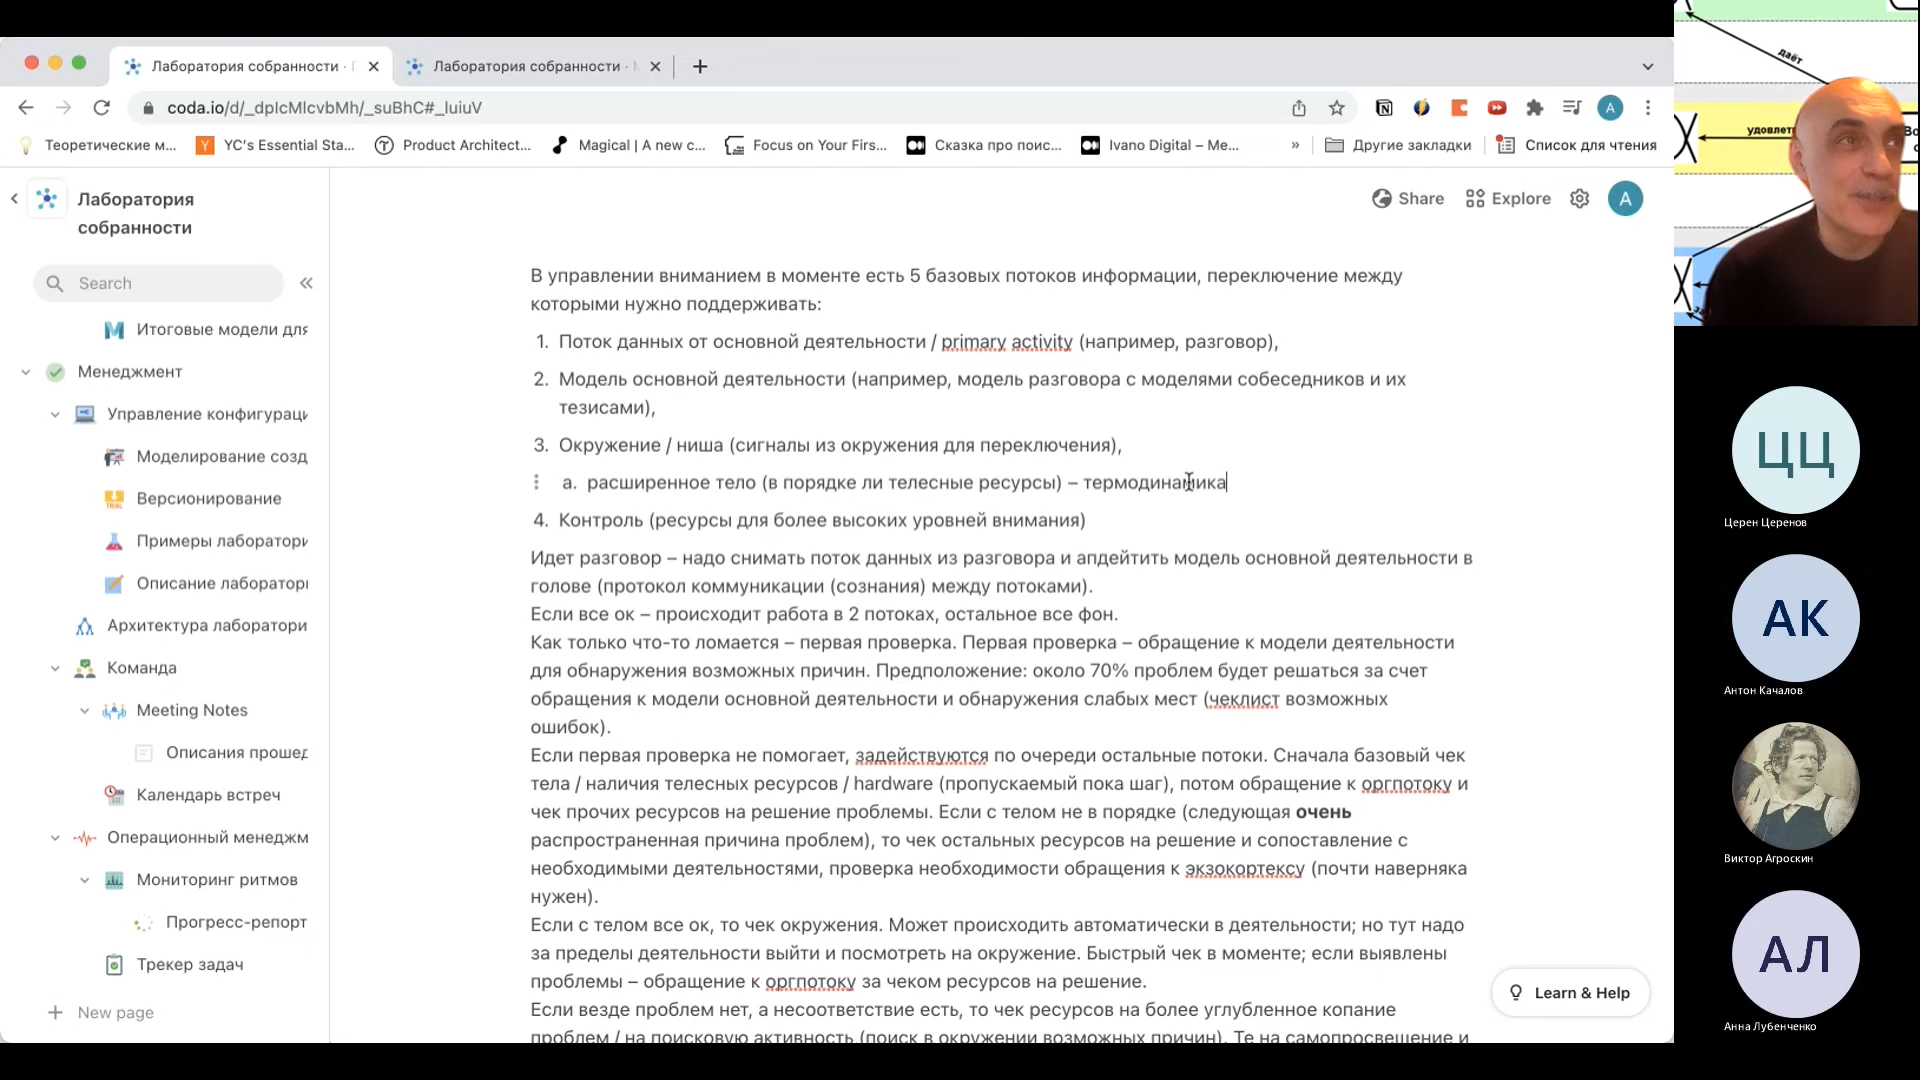 Лаборатория собранности ·
Лаборатория собранности ·
coda.io/d/_dplcMlcvbMh/_suBhC#_luiuV
A
Теоретические м...
YC's Essential Sta...
Product Architect...
Magical | A new c...
Focus on Your Firs...
Сказка про поис...
Ivano Digital – Me...
»
Другие закладки
Список для чтения
Лаборатория
собранности
Share
Explore
A
Search
Итоговые модели для
Менеджмент
Управление конфигураци
Моделирование созд
Версионирование
Примеры лаборатори
Описание лаборатор
Архитектура лаборатори
Команда
Meeting Notes
Описания прошед
Календарь встреч
Операционный менеджм
Мониторинг ритмов
Прогресс-репорт
Трекер задач
New page
В управлении вниманием в моменте есть 5 базовых потоков информации, переключение между
которыми нужно поддерживать:
1. Поток данных от основной деятельности / primary activity (например, разговор),
2. Модель основной деятельности (например, модель разговора с моделями собеседников и их
тезисами),
3. Окружение / ниша (сигналы из окружения для переключения),
a. расширенное тело (в порядке ли телесные ресурсы) – термодинамика
4. Контроль (ресурсы для более высоких уровней внимания)
Идет разговор – надо снимать поток данных из разговора и апдейтить модель основной деятельности в
голове (протокол коммуникации (сознания) между потоками).
Если все ок – происходит работа в 2 потоках, остальное все фон.
Как только что-то ломается – первая проверка. Первая проверка – обращение к модели деятельности
для обнаружения возможных причин. Предположение: около 70% проблем будет решаться за счет
обращения к модели основной деятельности и обнаружения слабых мест (чеклист возможных
ошибок).
Если первая проверка не помогает, задействуются по очереди остальные потоки. Сначала базовый чек
тела / наличия телесных ресурсов / hardware (пропускаемый пока шаг), потом обращение к оргпотоку и
чек прочих ресурсов на решение проблемы. Если с телом не в порядке (следующая очень
распространенная причина проблем), то чек остальных ресурсов на решение и сопоставление с
необходимыми деятельностями, проверка необходимости обращения к экзокортексу (почти наверняка
нужен).
Если с телом все ок, то чек окружения. Может происходить автоматически в деятельности; но тут надо
за пределы деятельности выйти и посмотреть на окружение. Быстрый чек в моменте; если выявлены
проблемы – обращение к оргпотоку за чеком ресурсов на решение.
Если везде проблем нет, а несоответствие есть, то чек ресурсов на более углубленное копание
проблем / на поисковую активность (поиск в окружении возможных причин). Те на самопросвещение и
Learn & Help
даёт
удовлет
ЦЦ
Церен Церенов
АК
Антон Качалов
Виктор Агроскин
АЛ
Анна Лубенченко